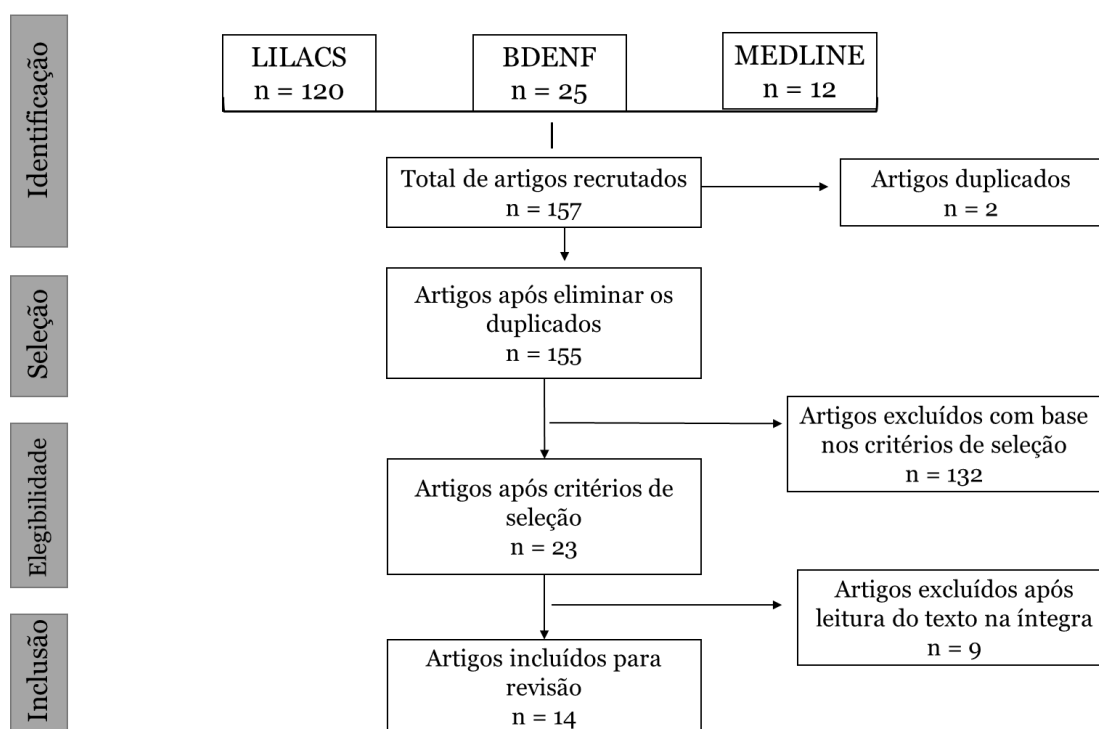 Identificação
LILACS
n = 120
BDENF
n = 25
MEDLINE
n = 12
Total de artigos recrutados
n = 157
Artigos duplicados
n = 2
Seleção
Artigos após eliminar os
duplicados
n = 155
Artigos excluídos com base
nos critérios de seleção
n = 132
Elegibilidade
Artigos após critérios de
seleção
n = 23
Artigos excluídos após
leitura do texto na íntegra
n = 9
Inclusão
Artigos incluídos para
revisão
n = 14